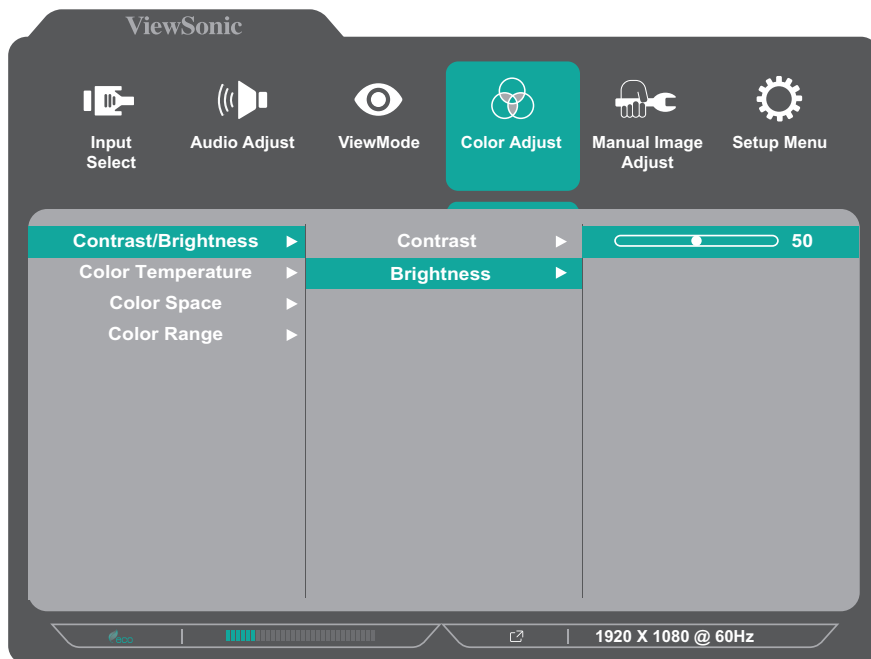 ViewSonic
Input Select
Audio Adjust
ViewMode
Color Adjust
Manual Image Adjust
Setup Menu
Contrast/Brightness
Contrast
50
Color Temperature
Brightness
Color Space
Color Range
eco
1920 X 1080 @ 60Hz